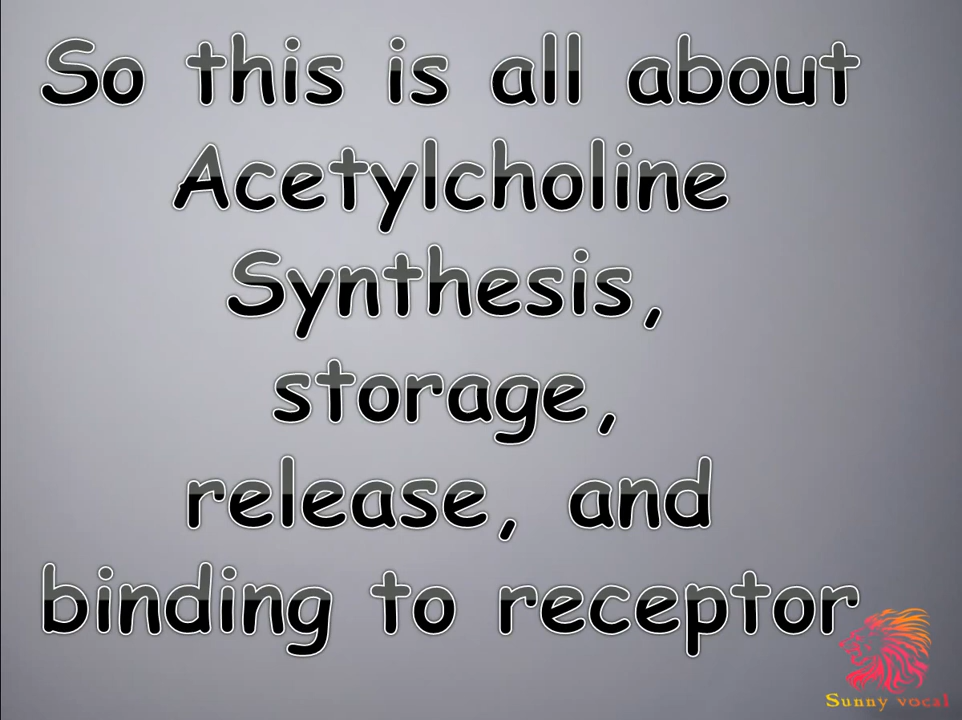 So this is all about
Acetylcholine
Synthesis,
storage,
release, and
binding to receptor
Sunny vocal